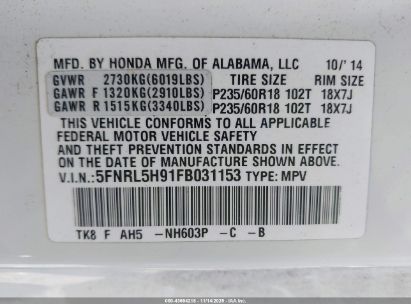 MFD. BY HONDA MFG. OF ALABAMA, LLC 10/'14
GVWR 2730KG(6019LBS) TIRE SIZE RIM SIZE
GAWR F 1320KG(2910LBS) P235/60R18 102T 18X7J
GAWR R 1515KG(3340LBS) P235/60R18 102T 18X7J
THIS VEHICLE CONFORMS TO ALL APPLICABLE
FEDERAL MOTOR VEHICLE SAFETY
AND THEFT PREVENTION STANDARDS IN EFFECT
ON THE DATE OF MANUFACTURE SHOWN ABOVE.
V.I.N.:5FNRL5H91FB031153 TYPE: MPV
TK8 F AH5 -NH603P -C -B